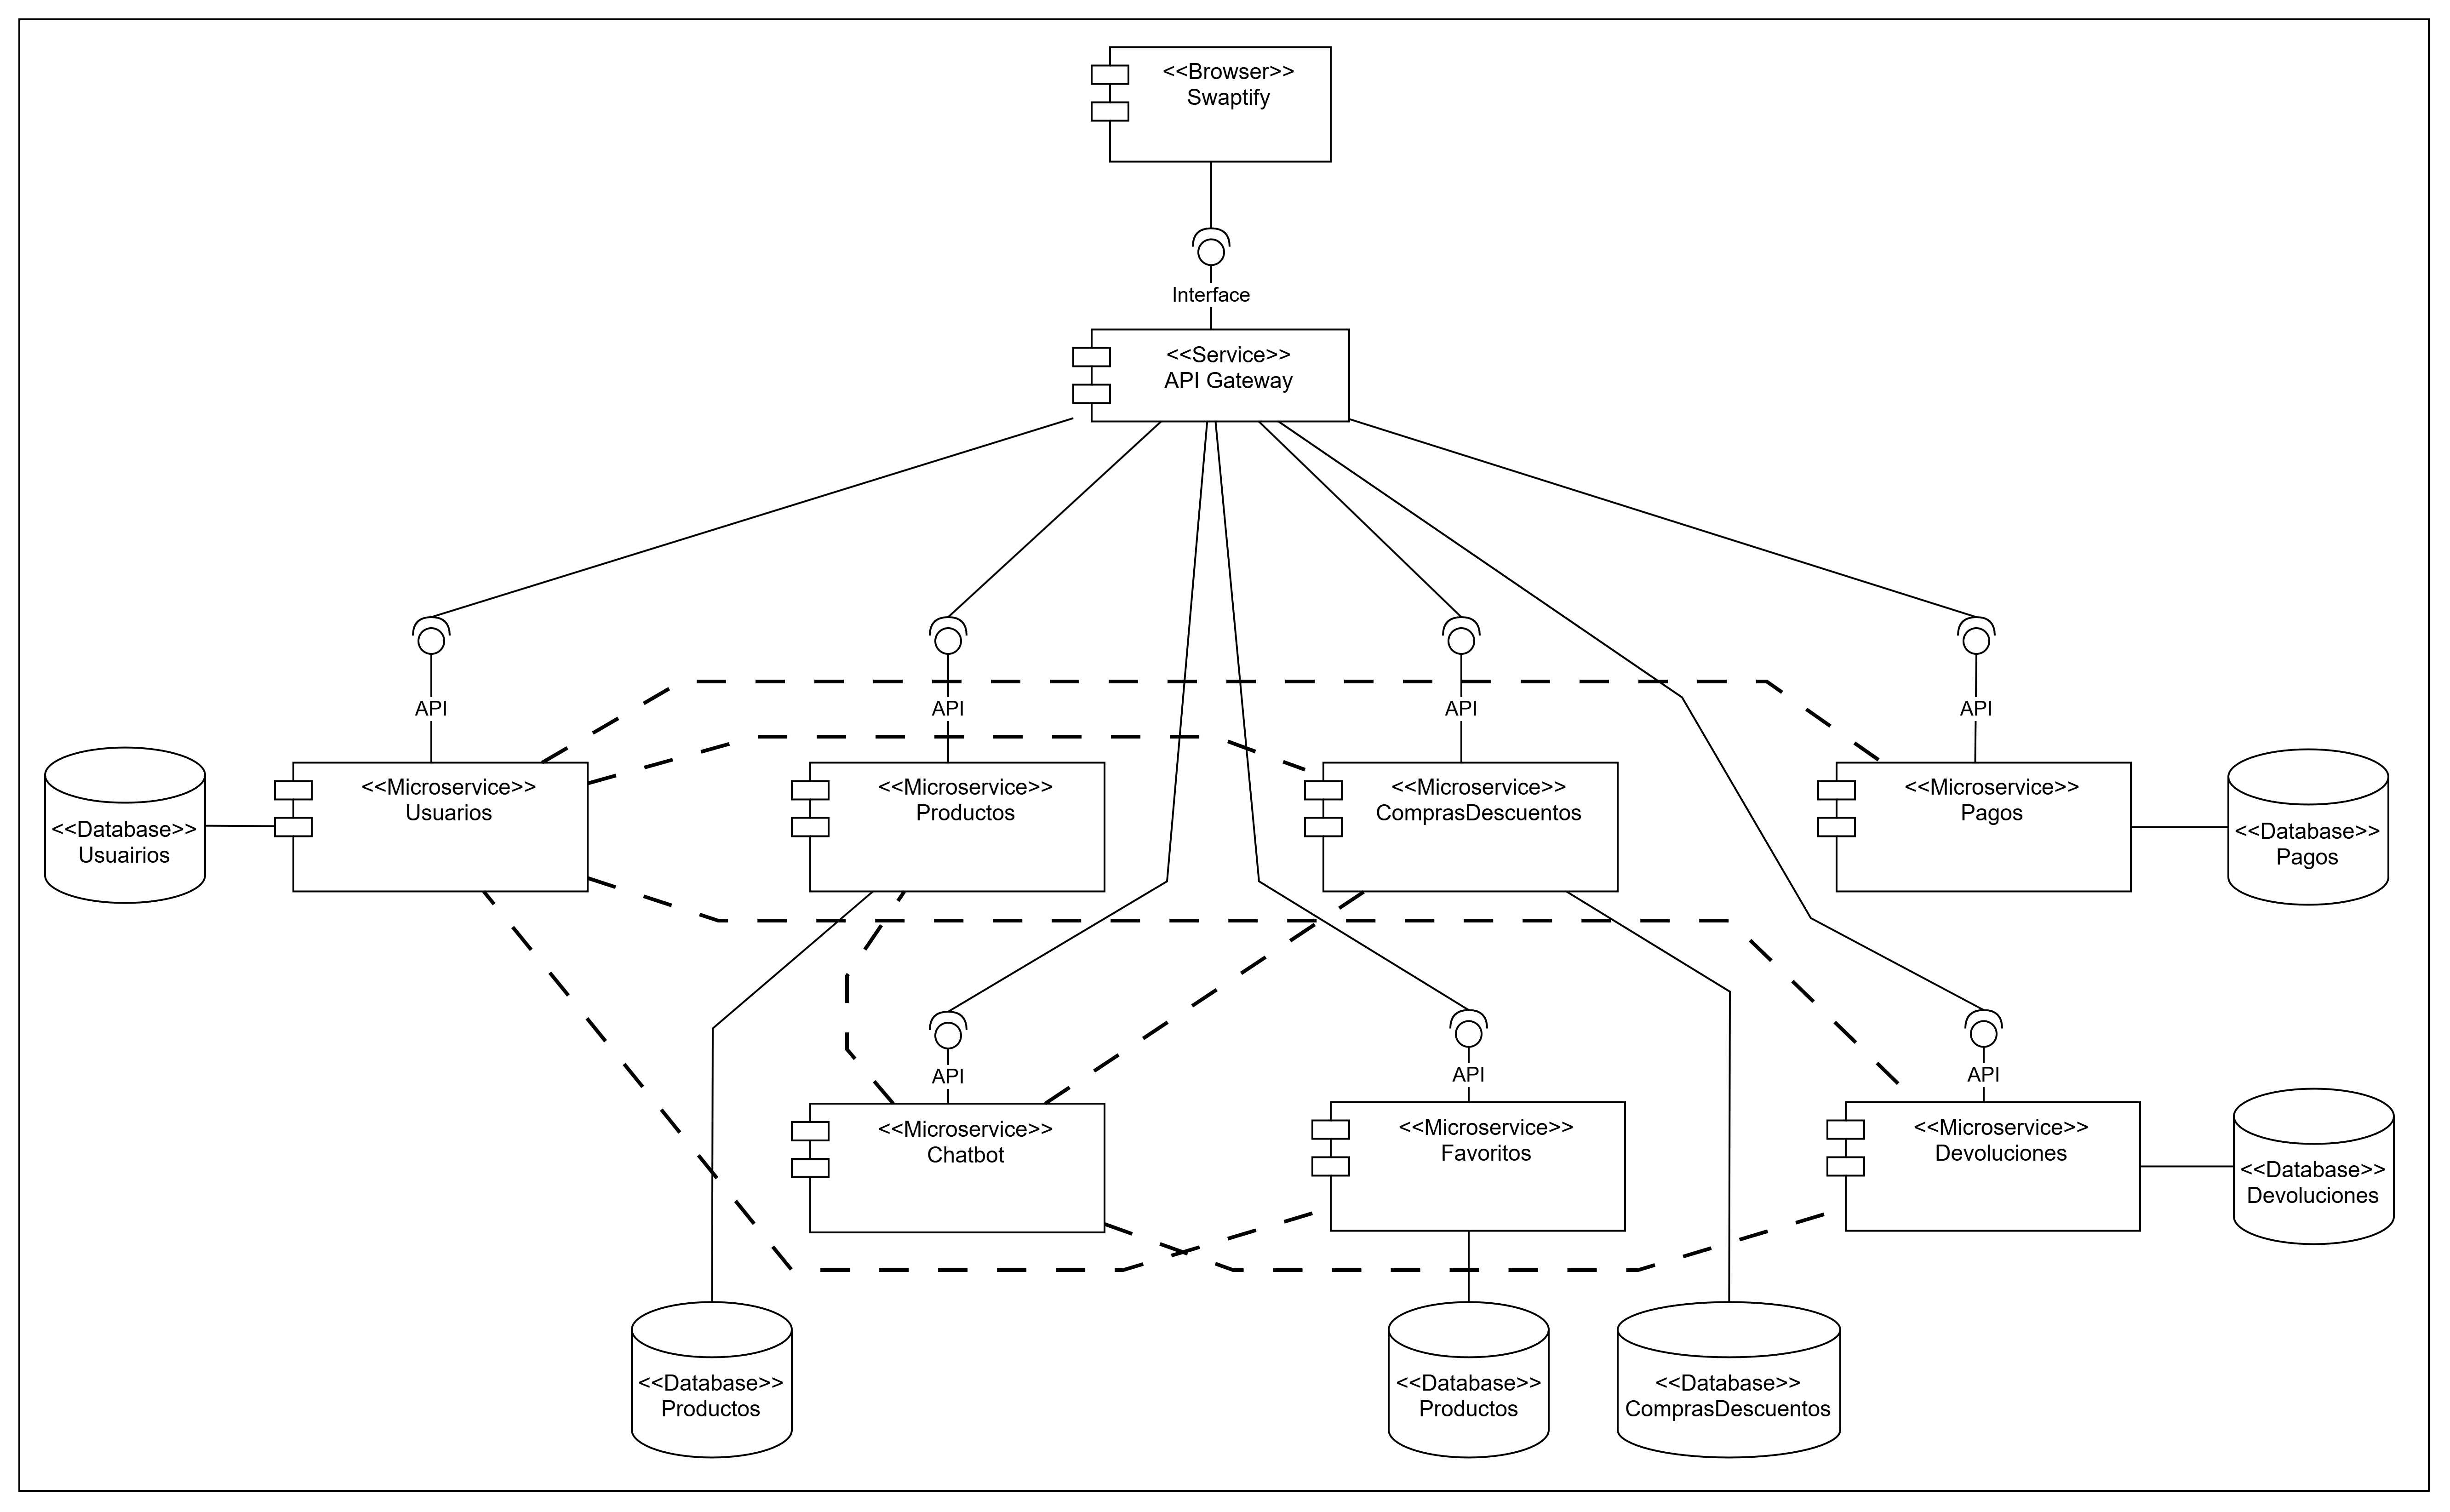 <<Browser>>
Swaptify
Interface
<<Service>>
API Gateway
API
API
API
API
<<Microservice>>
Usuarios
<<Microservice>>
Productos
<<Microservice>>
ComprasDescuentos
<<Microservice>>
Pagos
<<Database>>
Usuairios
<<Database>>
Pagos
API
API
API
<<Microservice>>
Chatbot
<<Microservice>>
Favoritos
<<Microservice>>
Devoluciones
<<Database>>
Devoluciones
<<Database>>
Productos
<<Database>>
Productos
<<Database>>
ComprasDescuentos